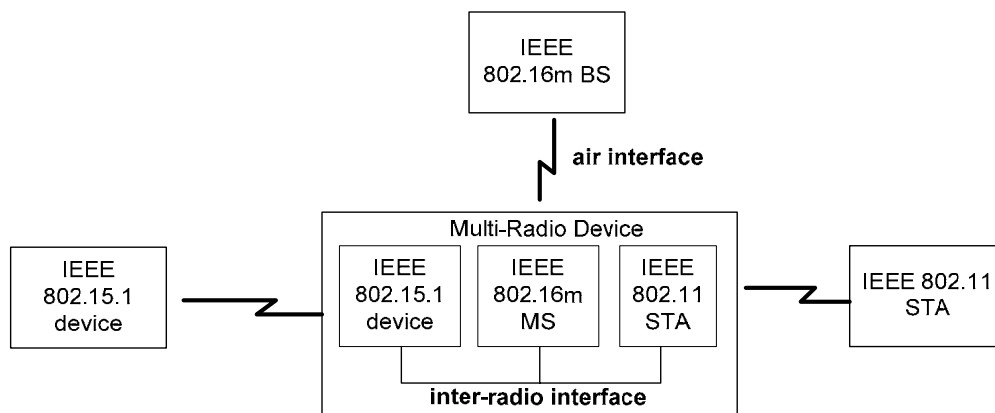 IEEE
802.16m BS
air interface
Multi-Radio Device
IEEE
802.15.1
device
IEEE
802.15.1
device
IEEE
802.16m
MS
IEEE
802.11
STA
IEEE 802.11
STA
inter-radio interface